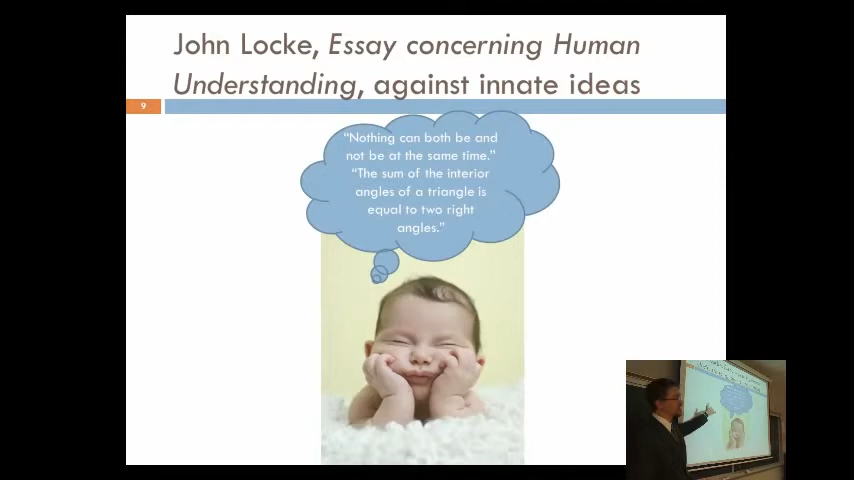 John Locke, Essay concerning Human
Understanding, against innate ideas
9
“Nothing can both be and
not be at the same time.”
“The sum of the interior
angles of a triangle is
equal to two right
angles.”